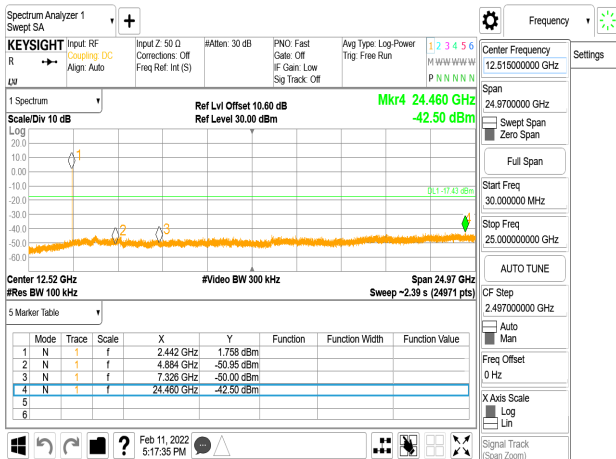 Spectrum Analyzer 1
Swept SA
Frequency
KEYSIGHT
R
Input: RF
Coupling: DC
Align: Auto
Input Z: 50 Ω
Corrections: Off
Freq Ref: Int (S)
#Atten: 30 dB
PNO: Fast
Gate: Off
IF Gain: Low
Sig Track: Off
Avg Type: Log-Power
Trig: Free Run
1 2 3 4 5 6
M W W W W W
P N N N N N
LXI
1 Spectrum
Scale/Div 10 dB
Ref Lvl Offset 10.60 dB
Ref Level 30.00 dBm
Mkr4 24.460 GHz
-42.50 dBm
Log
20.0
10.0
0.00
-10.0
-20.0
-30.0
-40.0
-50.0
-60.0
1
2
3
4
DL1 -17.43 dBm
Center 12.52 GHz
#Res BW 100 kHz
#Video BW 300 kHz
Span 24.97 GHz
Sweep ~2.39 s (24971 pts)
5 Marker Table
Mode Trace Scale X Y Function Function Width Function Value
1 N 1 f 2.442 GHz 1.758 dBm
2 N 1 f 4.884 GHz -50.95 dBm
3 N 1 f 7.326 GHz -50.00 dBm
4 N 1 f 24.460 GHz -42.50 dBm
5
6
Feb 11, 2022
5:17:35 PM
?
Settings
Center Frequency
12.515000000 GHz
Span
24.9700000 GHz
Swept Span
Zero Span
Full Span
Start Freq
30.000000 MHz
Stop Freq
25.000000000 GHz
AUTO TUNE
CF Step
2.497000000 GHz
Auto
Man
Freq Offset
0 Hz
X Axis Scale
Log
Lin
Signal Track
(Span Zoom)